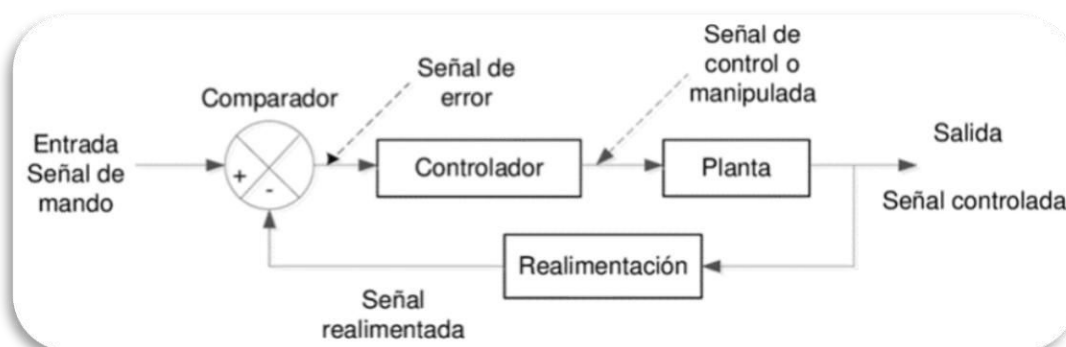 Entrada
Señal de
mando
Comparador
+
-
Señal de
error
Controlador
Señal de
control o
manipulada
Planta
Salida
Señal controlada
Realimentación
Señal
realimentada